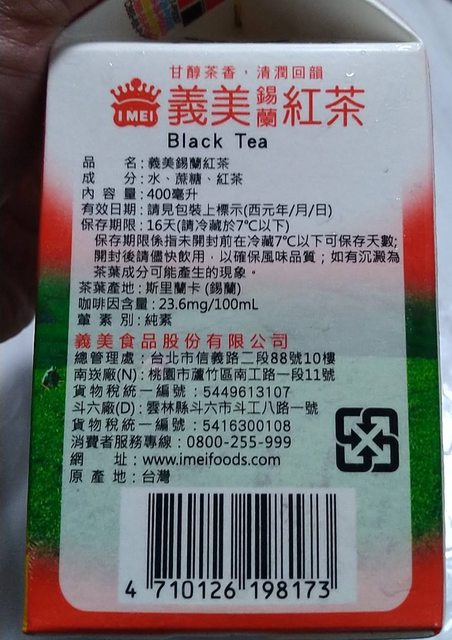 甘醇茶香，清潤回韻
IMEI 義美錫蘭紅茶
Black Tea
品名：義美錫蘭紅茶
成分：水、蔗糖、紅茶
內容量：400毫升
有效日期：請見包裝上標示(西元年/月/日)
保存期限：16天(請冷藏於7℃以下)
保存期限係指未開封前在冷藏7℃以下可保存天數;
開封後請儘快飲用，以確保風味品質；如有沉澱為
茶葉成分可能產生的現象。
茶葉產地：斯里蘭卡(錫蘭)
咖啡因含量：23.6mg/100mL
葷素別：純素
義美食品股份有限公司
總管理處：台北市信義路二段88號10樓
南崁廠(N)：桃園市蘆竹區南工路一段11號
貨物稅統一編號：5449613107
斗六廠(D)：雲林縣斗六市斗工八路一號
貨物稅統一編號：5416300108
消費者服務專線：0800-255-999
網址：www.imeifoods.com
原產地：台灣
4 710126 198173